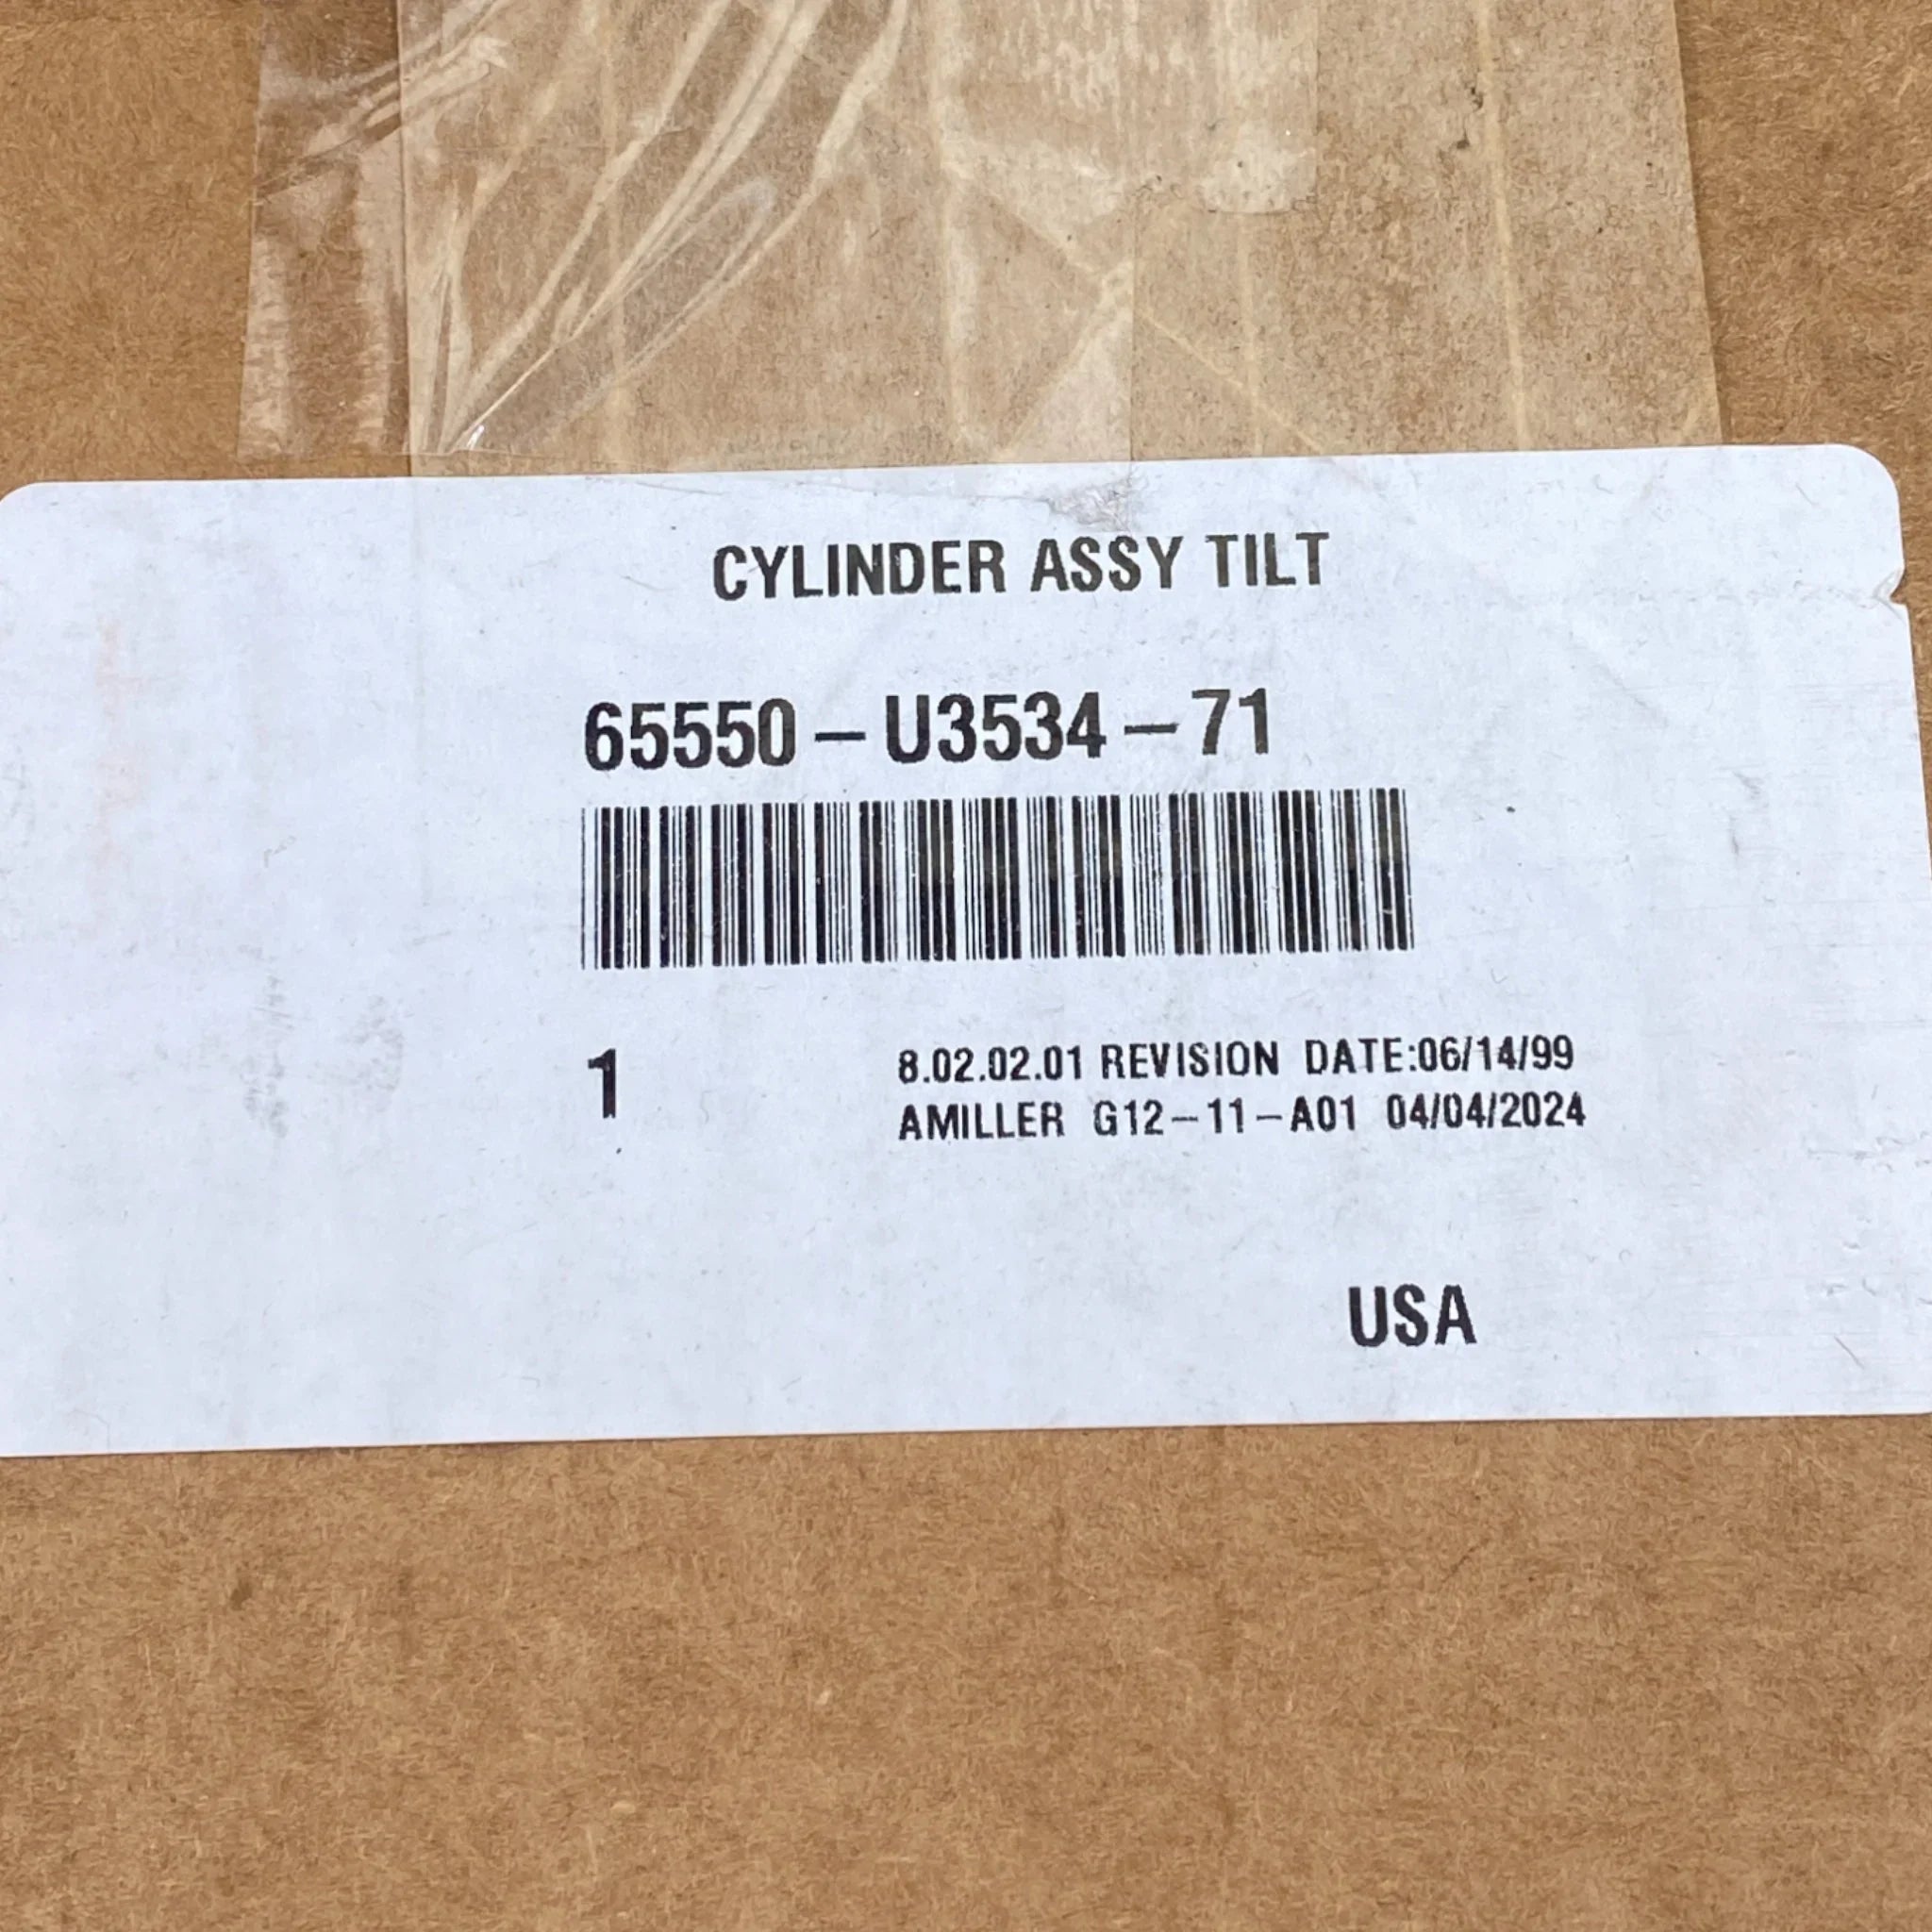 CYLINDER ASSY TILT
65550-U3534-71
1
8.02.02.01 REVISION DATE:06/14/99
AMILLER G12-11-A01 04/04/2024
USA